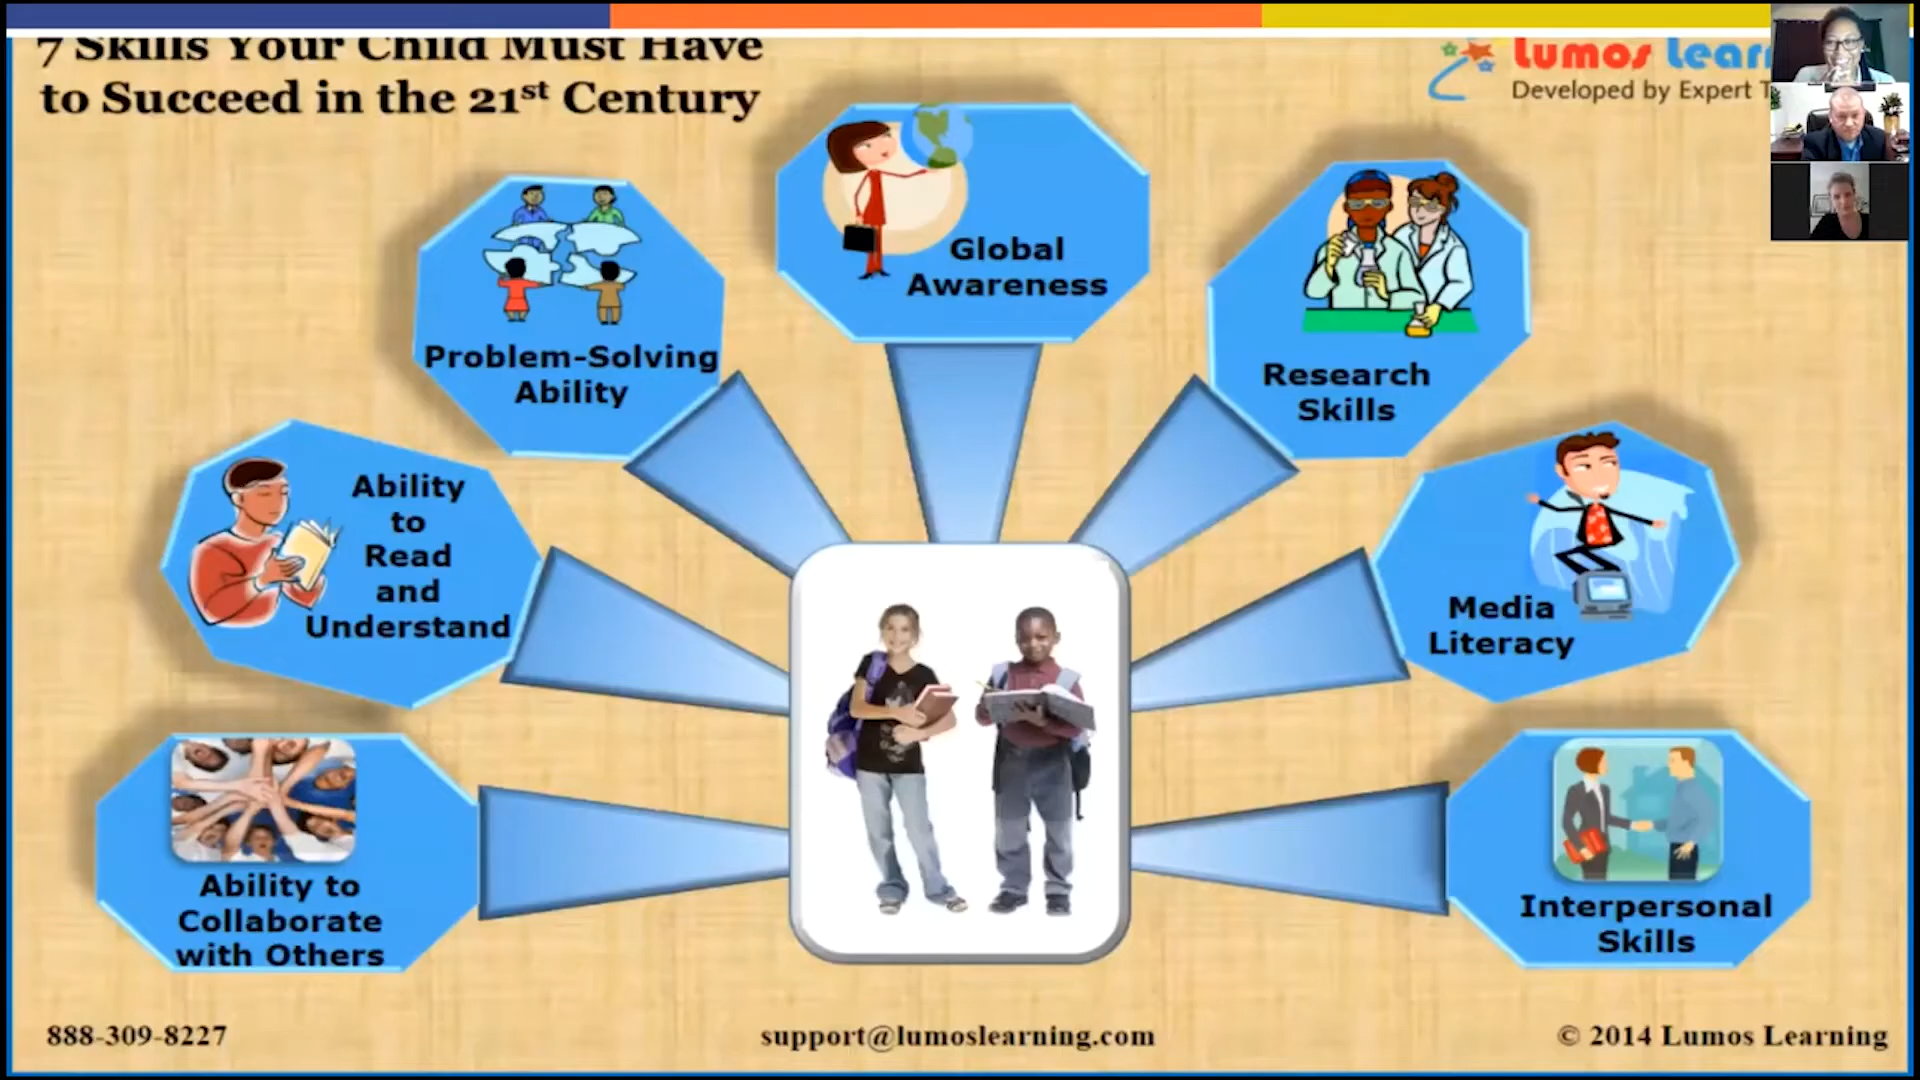 7 Skills Your Child Must Have
to Succeed in the 21st Century
Lumos Lear
Developed by Expert T
Global
Awareness
Problem-Solving
Ability
Research
Skills
Ability
to
Read
and
Understand
Media
Literacy
Ability to
Collaborate
with Others
Interpersonal
Skills
888-309-8227
support@lumoslearning.com
© 2014 Lumos Learning